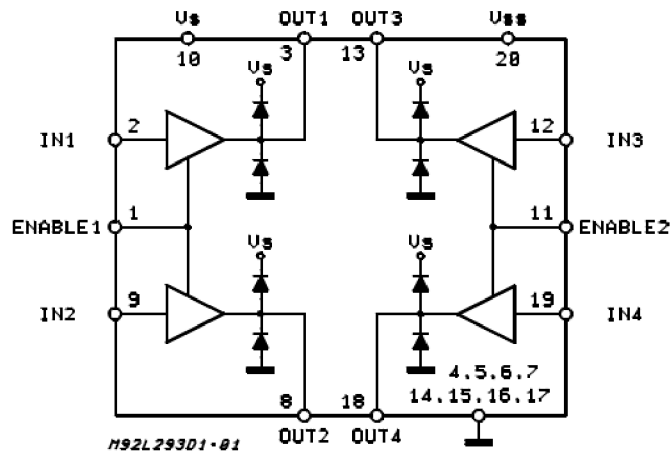 Vs OUT1 OUT3 Vss
10 3 13 20
Vs Vs
2 12
IN1 IN3
1 11
ENABLE1 ENABLE2
Vs Vs
9 19
IN2 IN4
4.5.6.7
8 18 14.15.16.17
OUT2 OUT4
M92L293D1-01